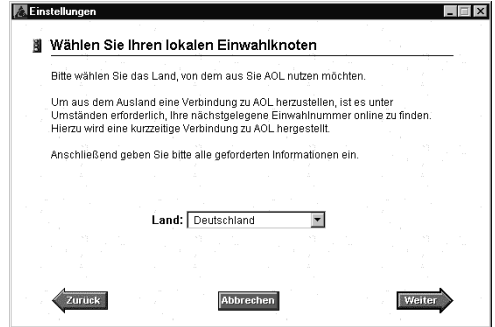 Einstellungen
Wählen Sie Ihren lokalen Einwahlknoten
Bitte wählen Sie das Land, von dem aus Sie AOL nutzen möchten.
Um aus dem Ausland eine Verbindung zu AOL herzustellen, ist es unter
Umständen erforderlich, Ihre nächstgelegene Einwahlnummer online zu finden.
Hierzu wird eine kurzzeitige Verbindung zu AOL hergestellt.
Anschließend geben Sie bitte alle geforderten Informationen ein.
Land: Deutschland
Zurück Abbrechen Weiter